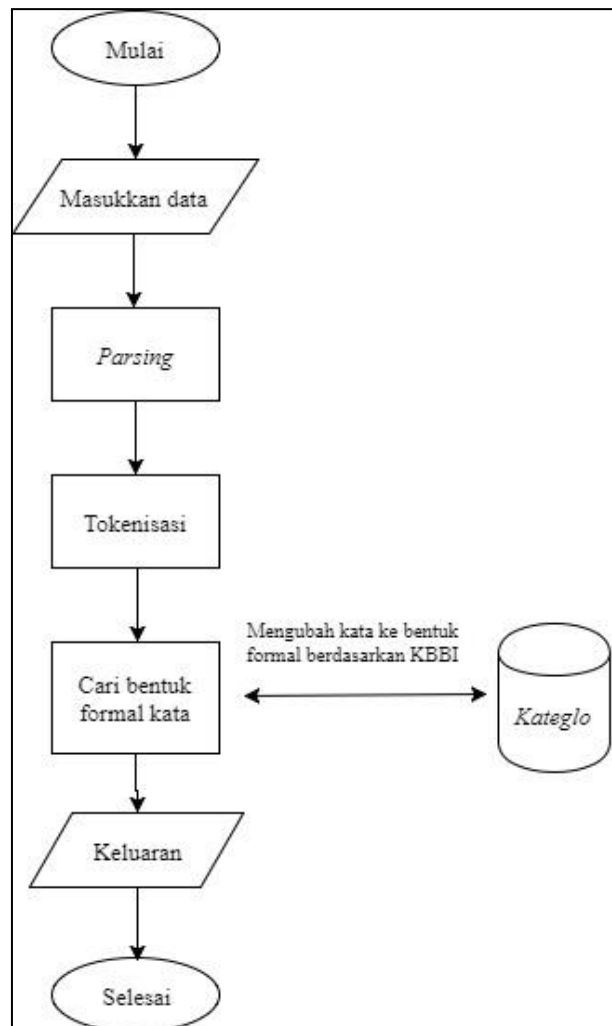 Mulai
Masukkan data
Parsing
Tokenisasi
Cari bentuk
formal kata
Mengubah kata ke bentuk
formal berdasarkan KBBI
Kateglo
Keluaran
Selesai